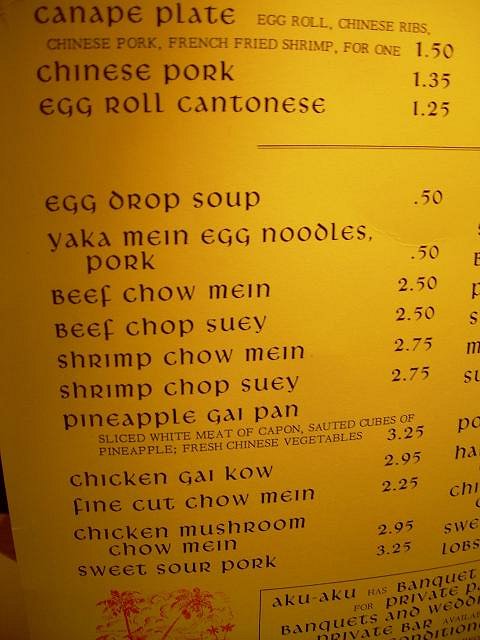 canape plate EGG ROLL, CHINESE RIBS,
CHINESE PORK, FRENCH FRIED SHRIMP, FOR ONE 1.50
chinese pork 1.35
egg roll cantonese 1.25
egg drop soup .50
yaka mein egg noodles,
pork .50
Beef chow mein 2.50
Beef chop suey 2.50
shrimp chow mein 2.75
shrimp chop suey 2.75
pineapple gai pan
SLICED WHITE MEAT OF CAPON, SAUTED CUBES OF
PINEAPPLE; FRESH CHINESE VEGETABLES 3.25
chicken gai kow 2.95
fine cut chow mein 2.25
chicken mushroom
chow mein 2.95
sweet sour pork 3.25
aku-aku HAS Banquet
FOR private
Banquets and
private Bar